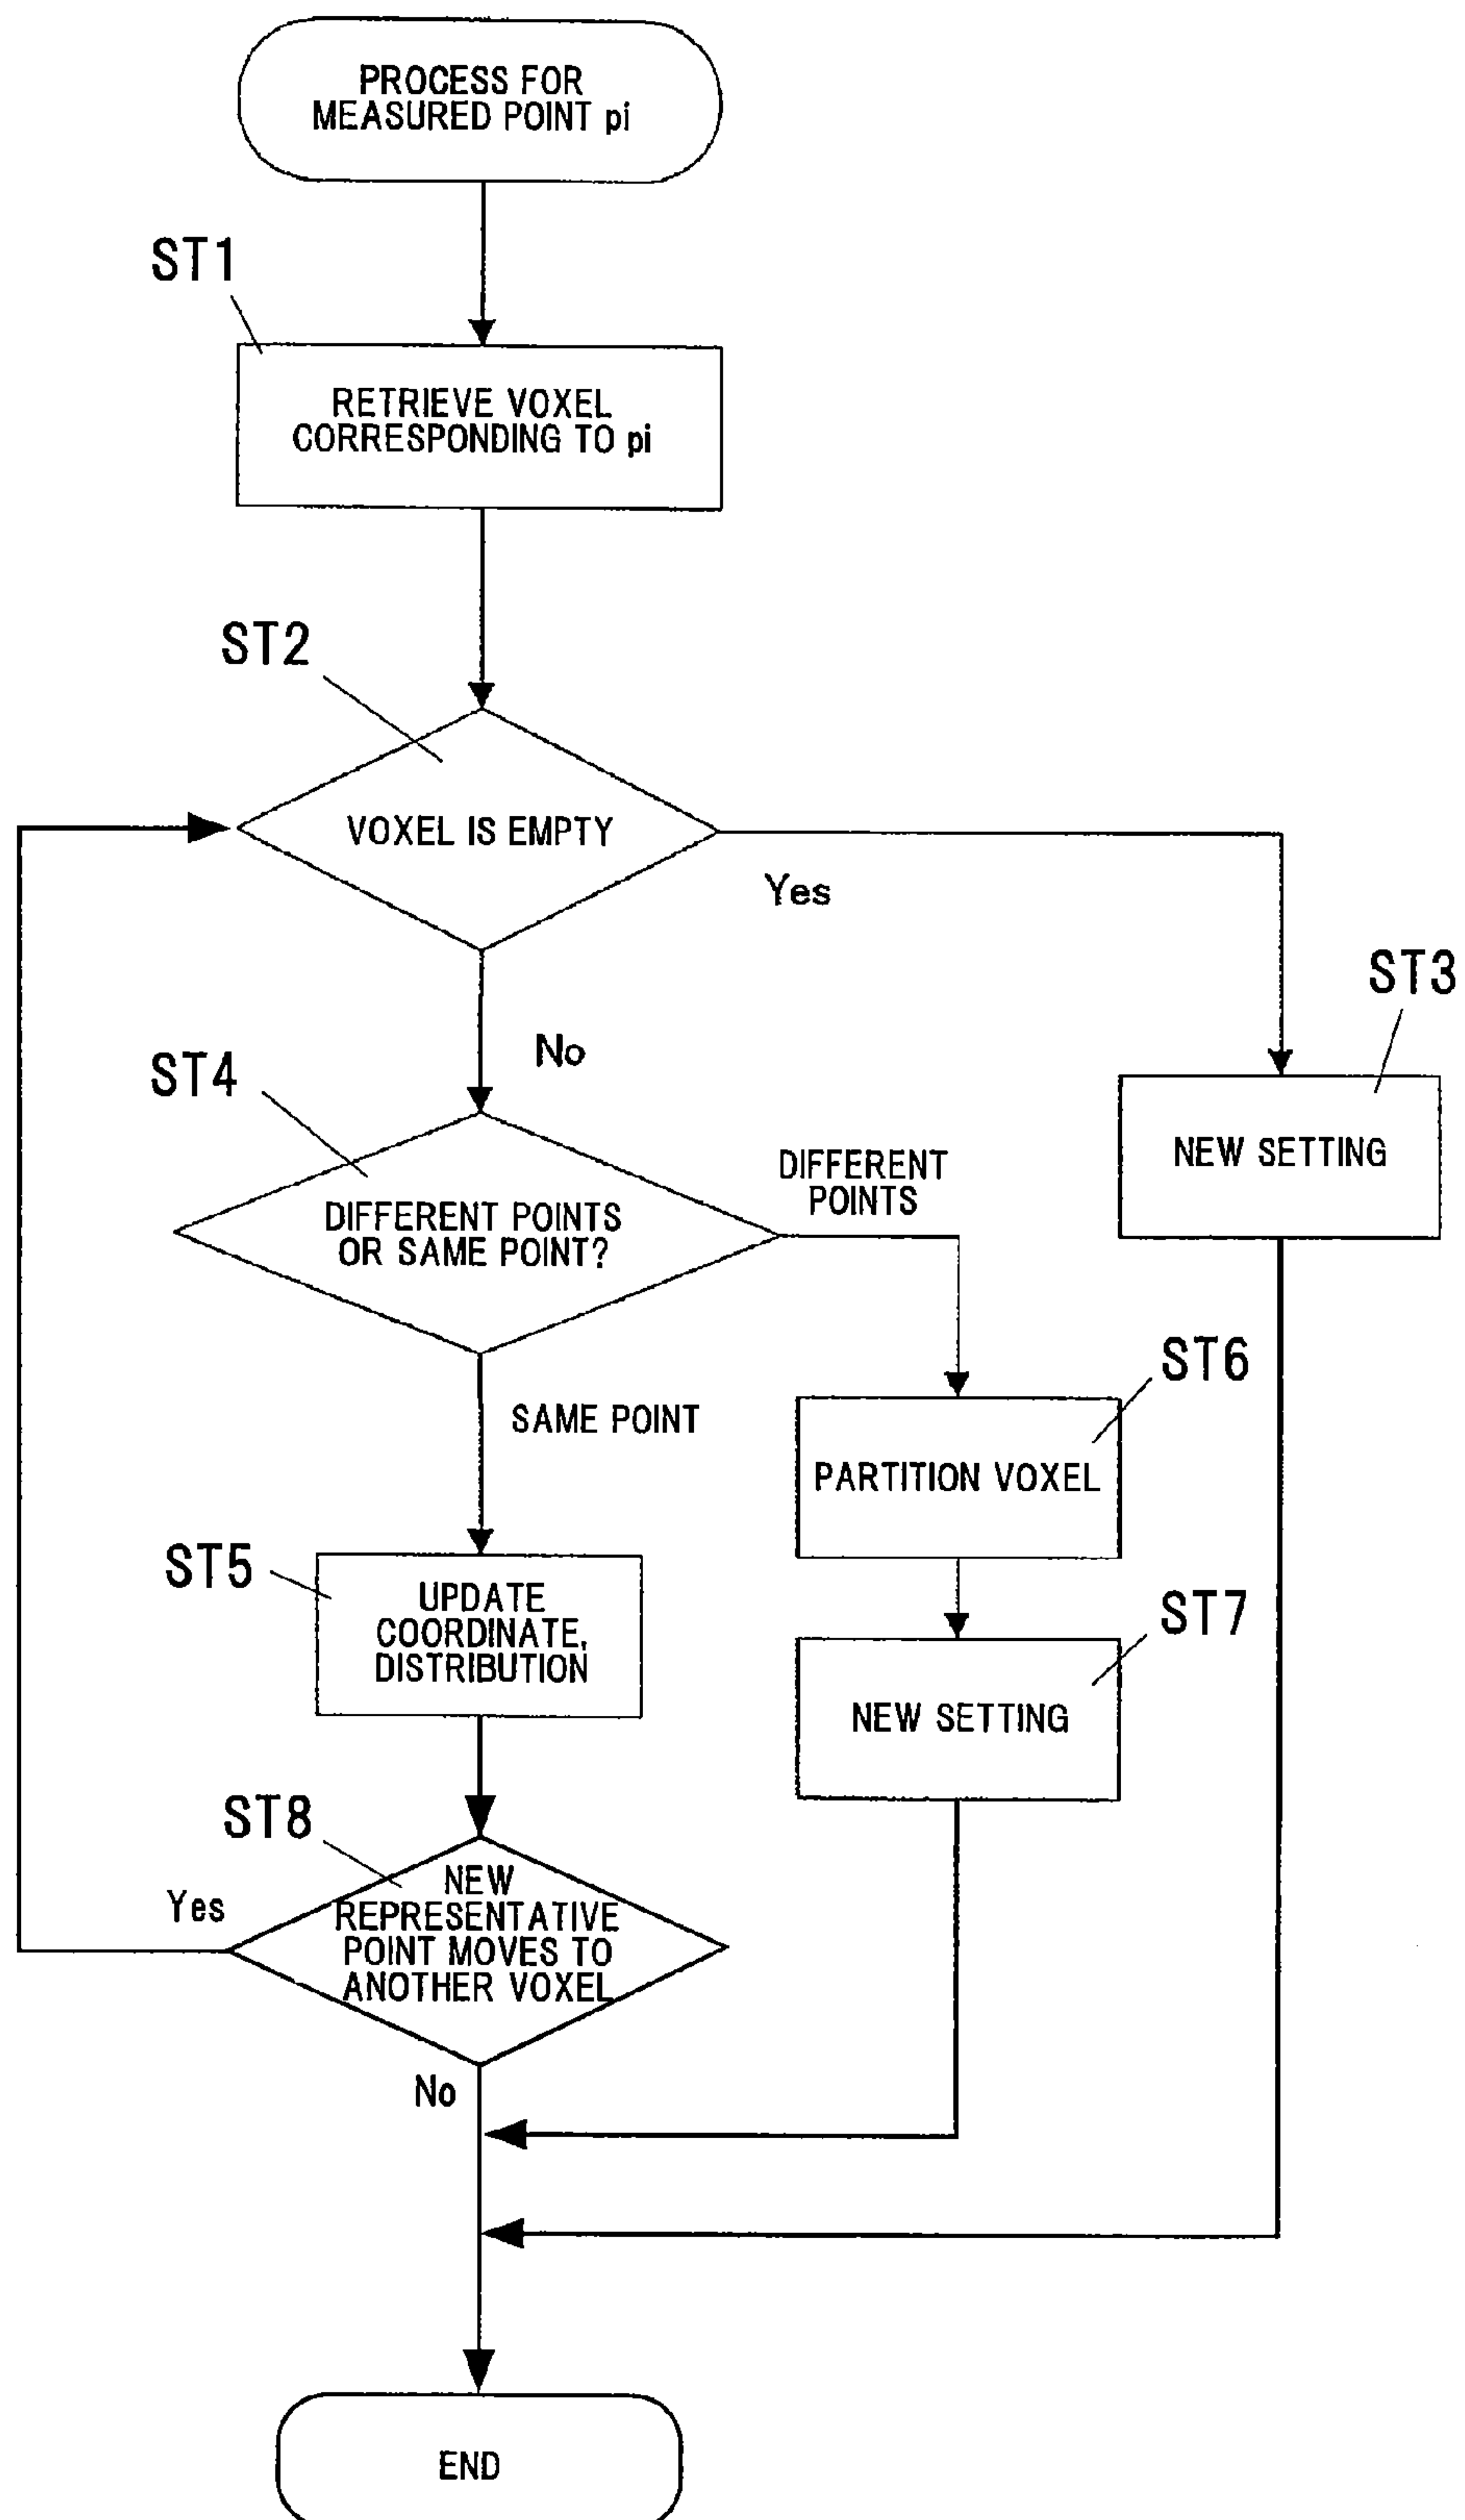 PROCESS FOR
MEASURED POINT pi
ST1
RETRIEVE VOXEL
CORRESPONDING TO pi
ST2
VOXEL IS EMPTY
Yes
ST3
No
ST4
NEW SETTING
DIFFERENT
POINTS
DIFFERENT POINTS
OR SAME POINT?
ST6
SAME POINT
PARTITION VOXEL
ST5
UPDATE
COORDINATE,
DISTRIBUTION
ST7
NEW SETTING
ST8
NEW
REPRESENTATIVE
POINT MOVES TO
ANOTHER VOXEL
Yes
No
END